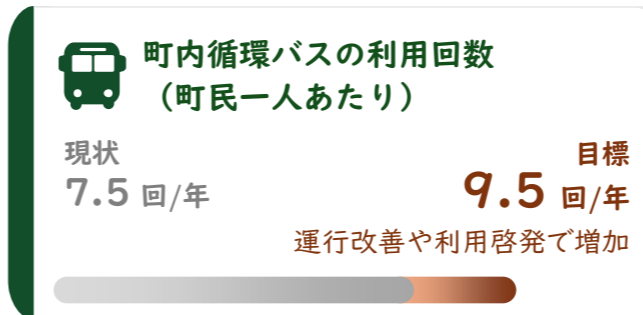 町内循環バスの利用回数
（町民一人あたり）
現状
7.5 回/年
目標
9.5 回/年
運行改善や利用啓発で増加